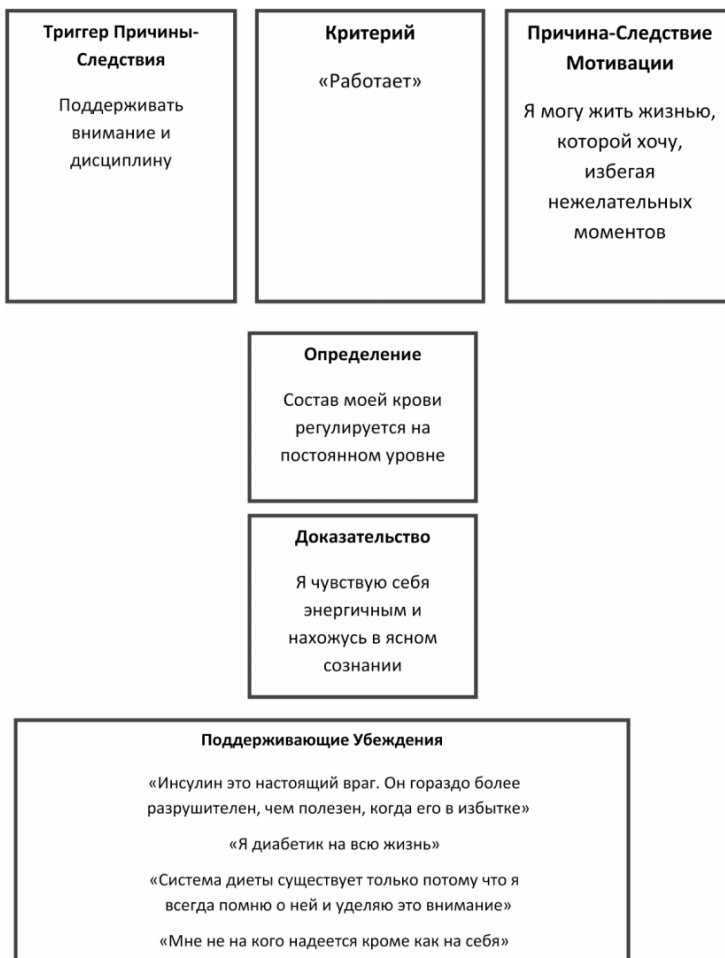 Триггер Причины-
Следствия
Поддерживать
внимание и
дисциплину
Критерий
«Работает»
Причина-Следствие
Мотивации
Я могу жить жизнью,
которой хочу,
избегая
нежелательных
моментов
Определение
Состав моей крови
регулируется на
постоянном уровне
Доказательство
Я чувствую себя
энергичным и
нахожусь в ясном
сознании
Поддерживающие Убеждения
«Инсулин это настоящий враг. Он гораздо более
разрушителен, чем полезен, когда его в избытке»
«Я диабетик на всю жизнь»
«Система диеты существует только потому что я
всегда помню о ней и уделяю это внимание»
«Мне не на кого надеется кроме как на себя»